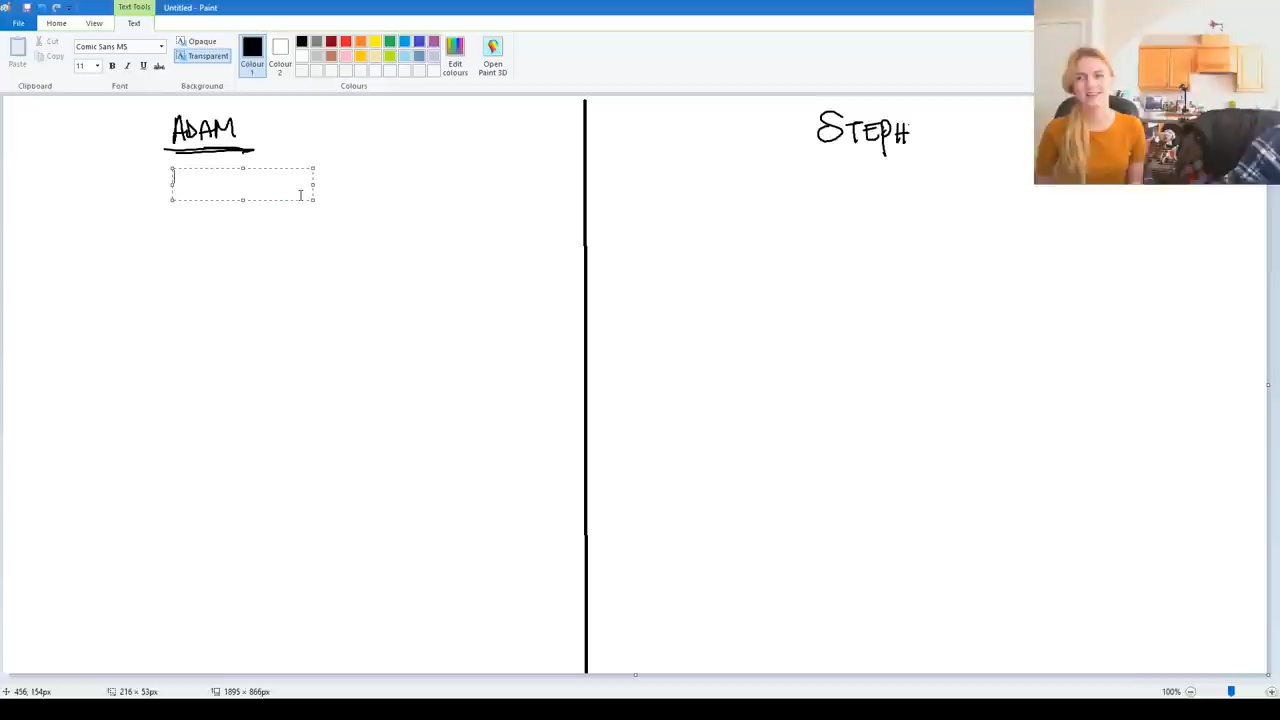 Text Tools
Untitled - Paint
File
Home
View
Text
Paste
Cut
Copy
Clipboard
Comic Sans MS
11
B I U abc
Font
Opaque
Transparent
Background
Colour 1
Colour 2
Edit colours
Open Paint 3D
Colours
ADAM
STEPH
456, 154px
216 × 53px
1895 × 866px
100%